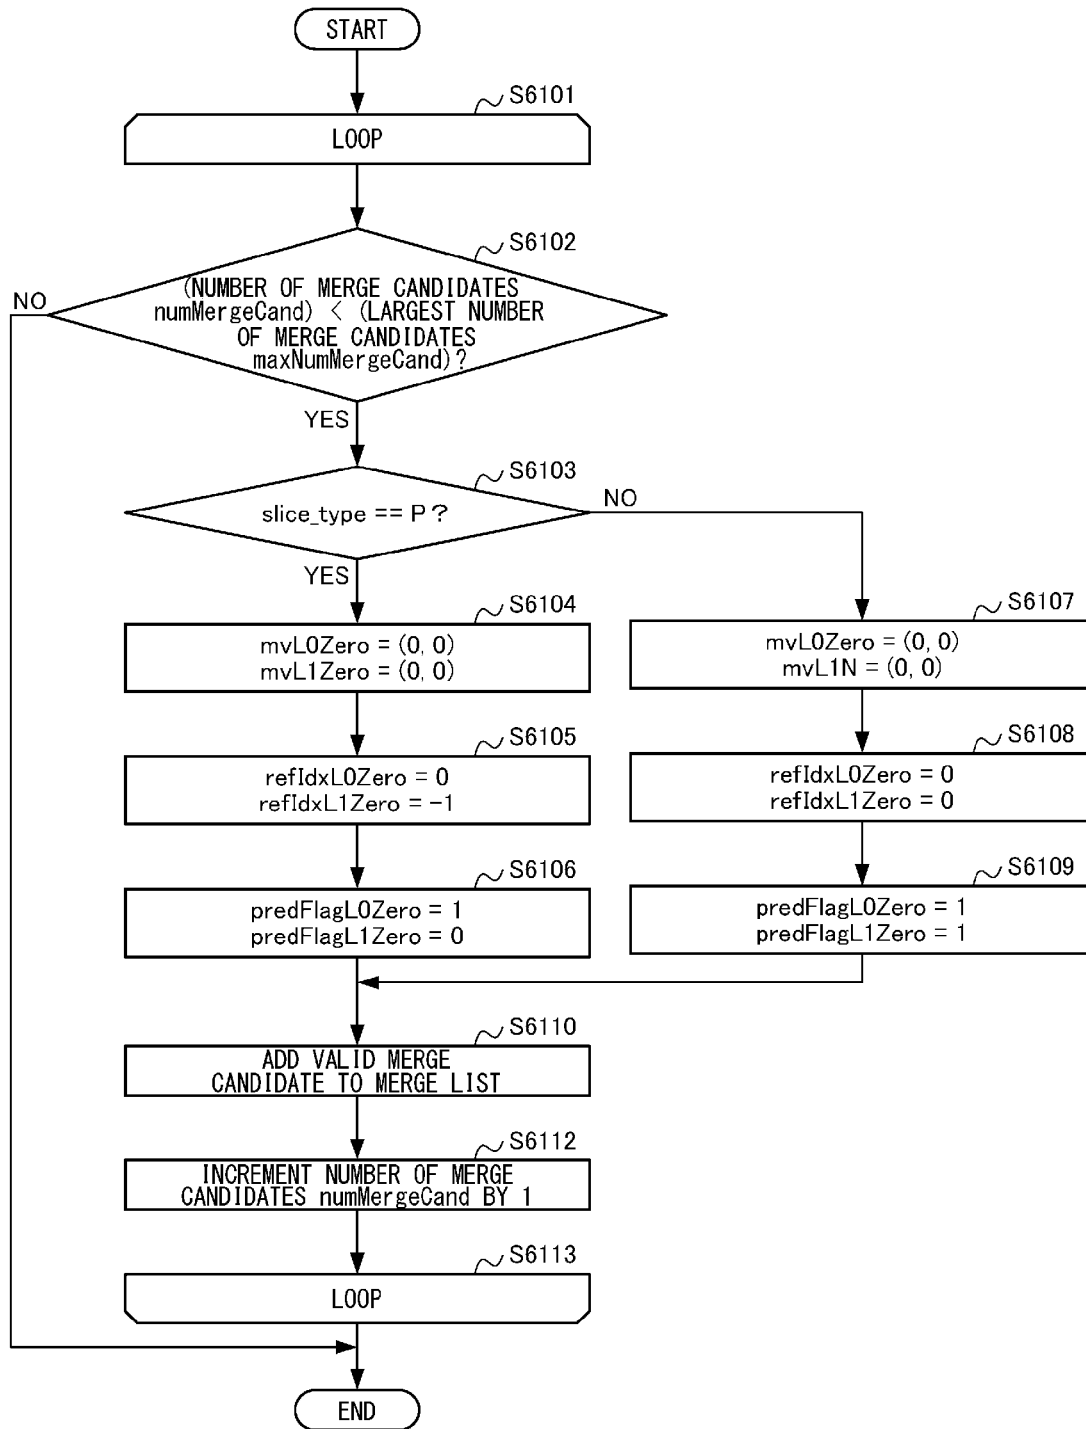 START
S6101
LOOP
S6102
(NUMBER OF MERGE CANDIDATES
numMergeCand) < (LARGEST NUMBER
OF MERGE CANDIDATES
maxNumMergeCand)?
NO
YES
S6103
slice_type == P ?
NO
YES
S6104
mvL0Zero = (0, 0)
mvL1Zero = (0, 0)
S6107
mvL0Zero = (0, 0)
mvL1N = (0, 0)
S6105
refIdxL0Zero = 0
refIdxL1Zero = -1
S6108
refIdxL0Zero = 0
refIdxL1Zero = 0
S6106
predFlagL0Zero = 1
predFlagL1Zero = 0
S6109
predFlagL0Zero = 1
predFlagL1Zero = 1
S6110
ADD VALID MERGE
CANDIDATE TO MERGE LIST
S6112
INCREMENT NUMBER OF MERGE
CANDIDATES numMergeCand BY 1
S6113
LOOP
END